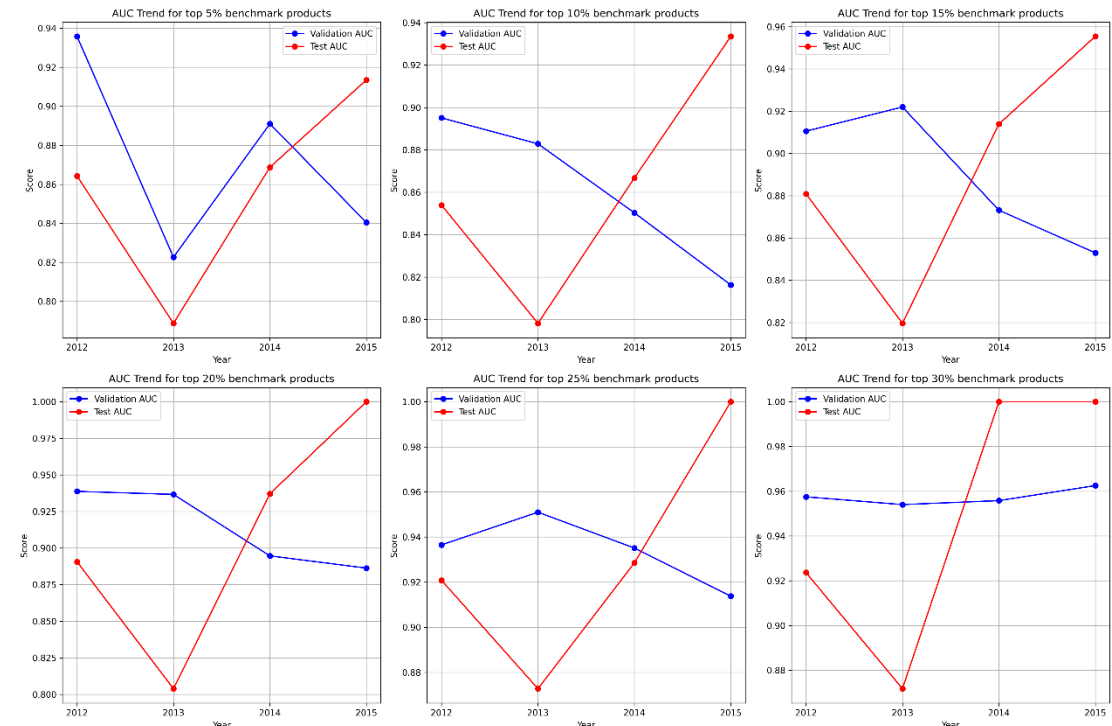 AUC Trend for top 5% benchmark products
Validation AUC
Test AUC
0.94
0.92
0.90
0.88
0.86
0.84
0.82
0.80
Score
2012 2013 2014 2015
Year
AUC Trend for top 10% benchmark products
Validation AUC
Test AUC
0.94
0.92
0.90
0.88
0.86
0.84
0.82
0.80
Score
2012 2013 2014 2015
Year
AUC Trend for top 15% benchmark products
Validation AUC
Test AUC
0.96
0.94
0.92
0.90
0.88
0.86
0.84
0.82
Score
2012 2013 2014 2015
Year
AUC Trend for top 20% benchmark products
Validation AUC
Test AUC
1.000
0.975
0.950
0.925
0.900
0.875
0.850
0.825
0.800
Score
2012 2013 2014 2015
Year
AUC Trend for top 25% benchmark products
Validation AUC
Test AUC
1.00
0.98
0.96
0.94
0.92
0.90
0.88
Score
2012 2013 2014 2015
Year
AUC Trend for top 30% benchmark products
Validation AUC
Test AUC
1.00
0.98
0.96
0.94
0.92
0.90
0.88
Score
2012 2013 2014 2015
Year